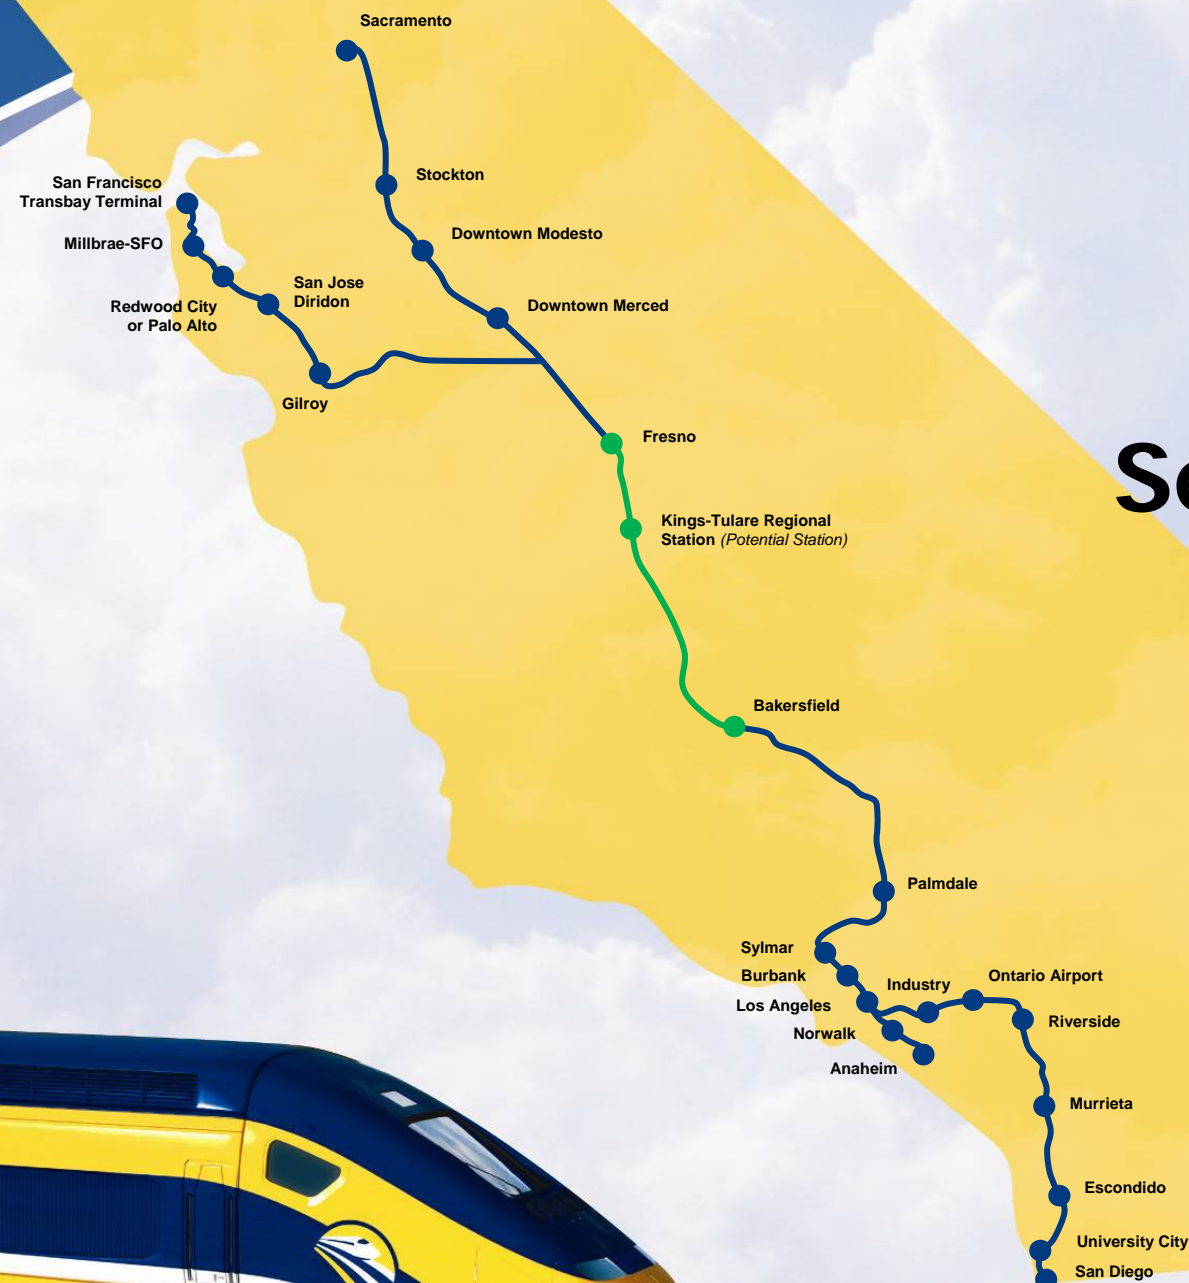 Sacramento
Stockton
San Francisco
Transbay Terminal
Downtown Modesto
Millbrae-SFO
San Jose
Diridon
Redwood City
or Palo Alto
Downtown Merced
Gilroy
Fresno
Se
Kings-Tulare Regional
Station (Potential Station)
Bakersfield
Palmdale
Sylmar
Burbank
Industry
Ontario Airport
Los Angeles
Riverside
Norwalk
Anaheim
Murrieta
Escondido
University City
San Diego